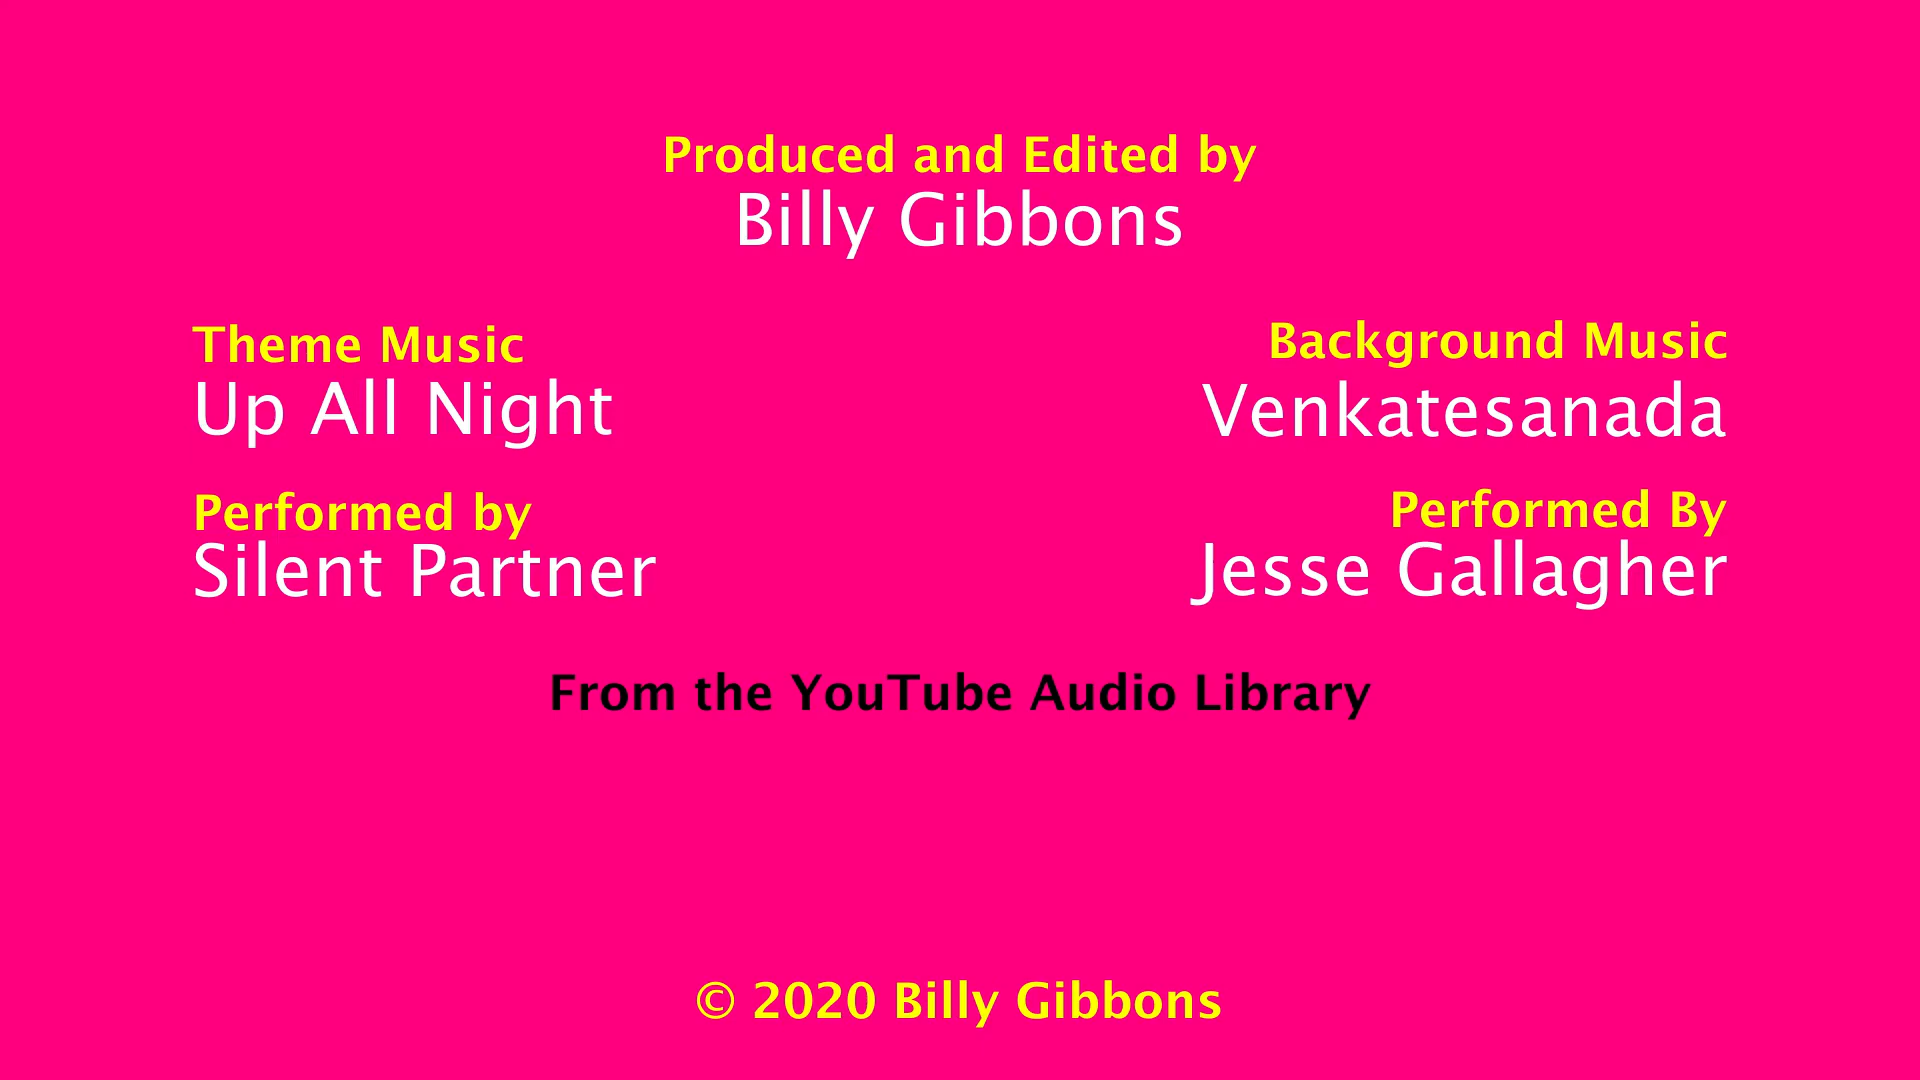 Produced and Edited by
Billy Gibbons
Theme Music
Up All Night
Performed by
Silent Partner
Background Music
Venkatesanada
Performed By
Jesse Gallagher
From the YouTube Audio Library
© 2020 Billy Gibbons